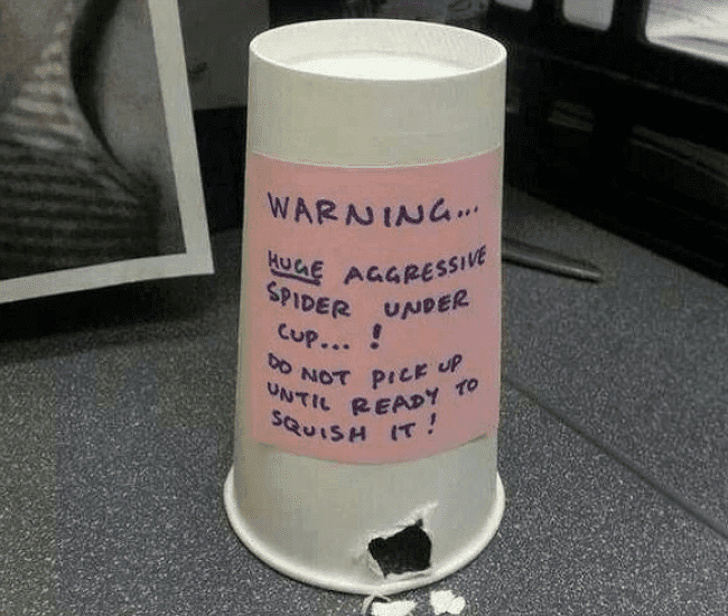 WARNING...
HUGE AGGRESSIVE
SPIDER UNDER
CUP... !
DO NOT PICK UP
UNTIL READY TO
SQUISH IT !